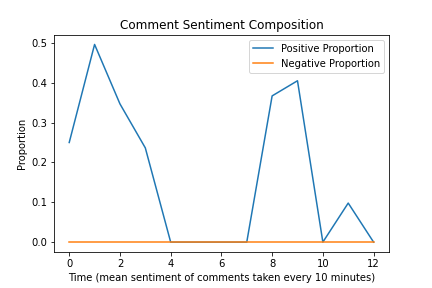 Comment Sentiment Composition
Positive Proportion
Negative Proportion
Proportion
0.5
0.4
0.3
0.2
0.1
0.0
0 2 4 6 8 10 12
Time (mean sentiment of comments taken every 10 minutes)